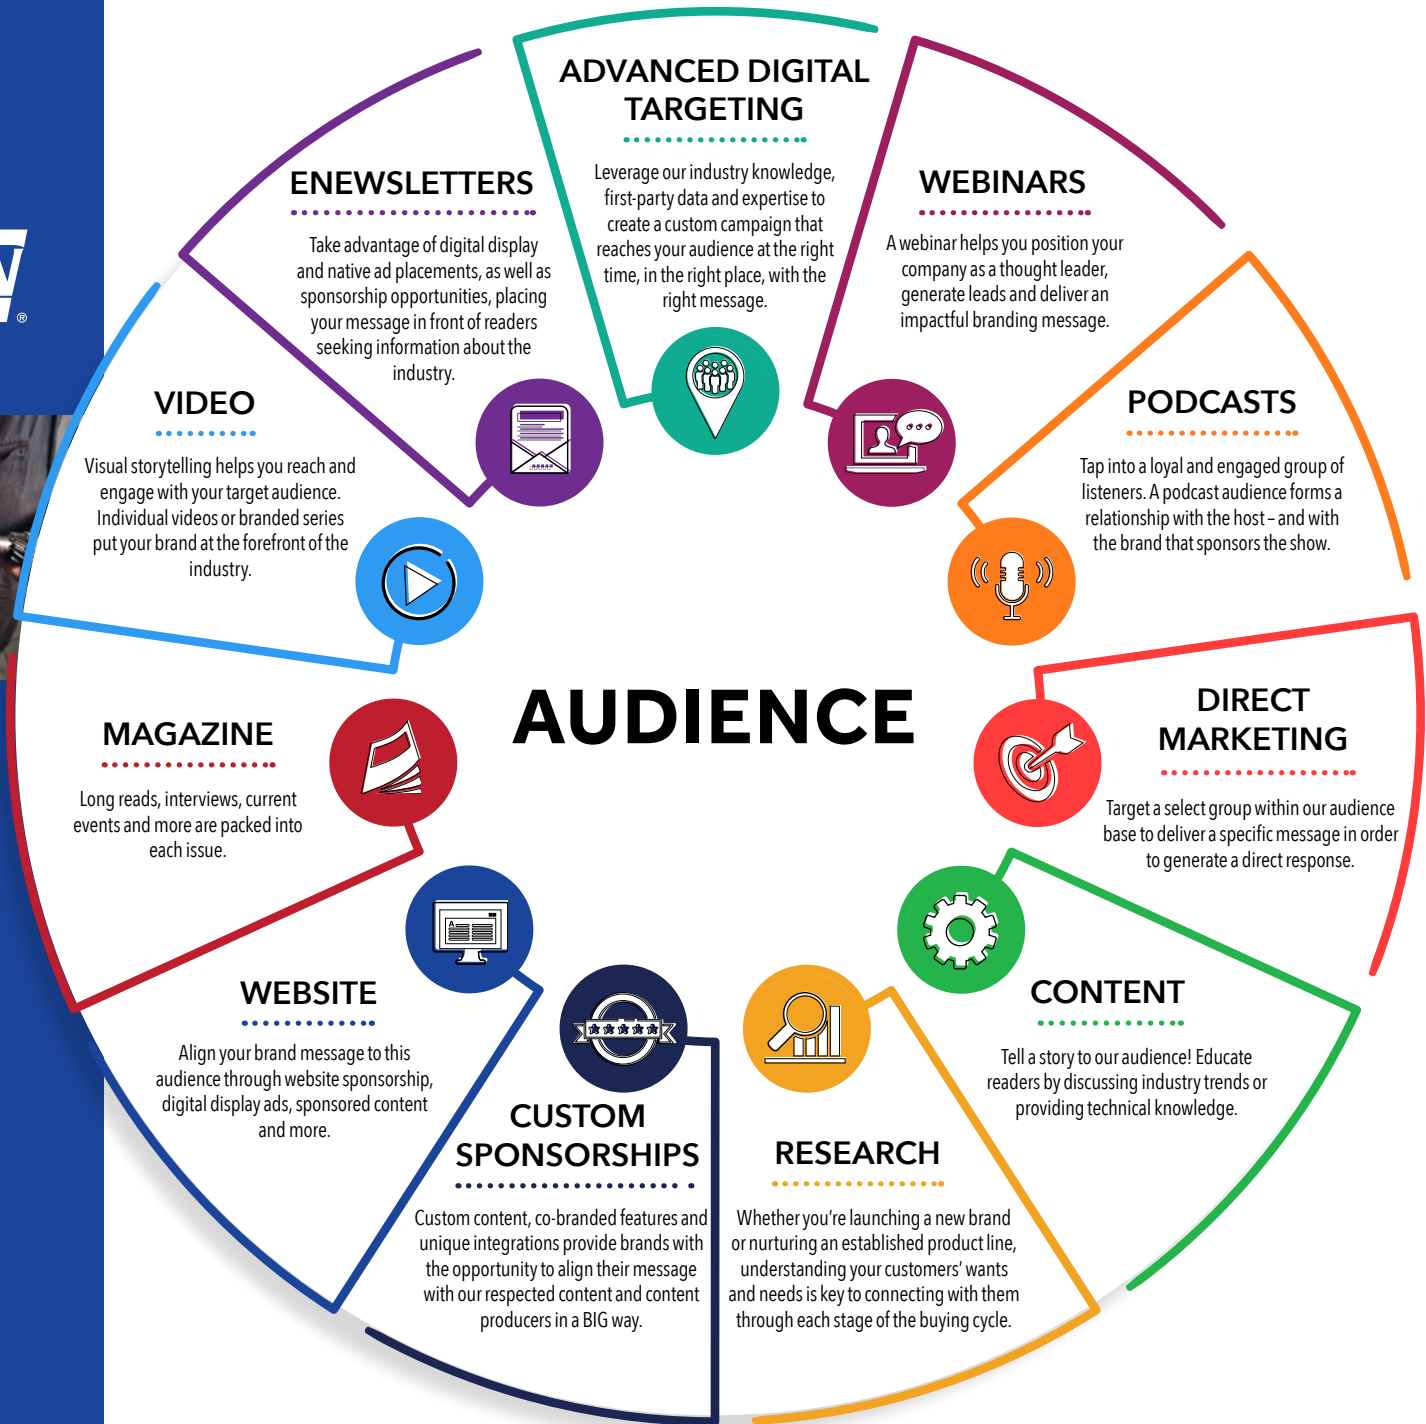 ADVANCED DIGITAL
TARGETING
Leverage our industry knowledge,
first-party data and expertise to
create a custom campaign that
reaches your audience at the right
time, in the right place, with the
right message.
WEBINARS
A webinar helps you position your
company as a thought leader,
generate leads and deliver an
impactful branding message.
PODCASTS
Tap into a loyal and engaged group of
listeners. A podcast audience forms a
relationship with the host – and with
the brand that sponsors the show.
DIRECT
MARKETING
Target a select group within our audience
base to deliver a specific message in order
to generate a direct response.
CONTENT
Tell a story to our audience! Educate
readers by discussing industry trends or
providing technical knowledge.
RESEARCH
Whether you're launching a new brand
or nurturing an established product line,
understanding your customers' wants
and needs is key to connecting with them
through each stage of the buying cycle.
CUSTOM
SPONSORSHIPS
Custom content, co-branded features and
unique integrations provide brands with
the opportunity to align their message
with our respected content and content
producers in a BIG way.
WEBSITE
Align your brand message to this
audience through website sponsorship,
digital display ads, sponsored content
and more.
MAGAZINE
Long reads, interviews, current
events and more are packed into
each issue.
VIDEO
Visual storytelling helps you reach and
engage with your target audience.
Individual videos or branded series
put your brand at the forefront of the
industry.
ENEWSLETTERS
Take advantage of digital display
and native ad placements, as well as
sponsorship opportunities, placing
your message in front of readers
seeking information about the
industry.
AUDIENCE